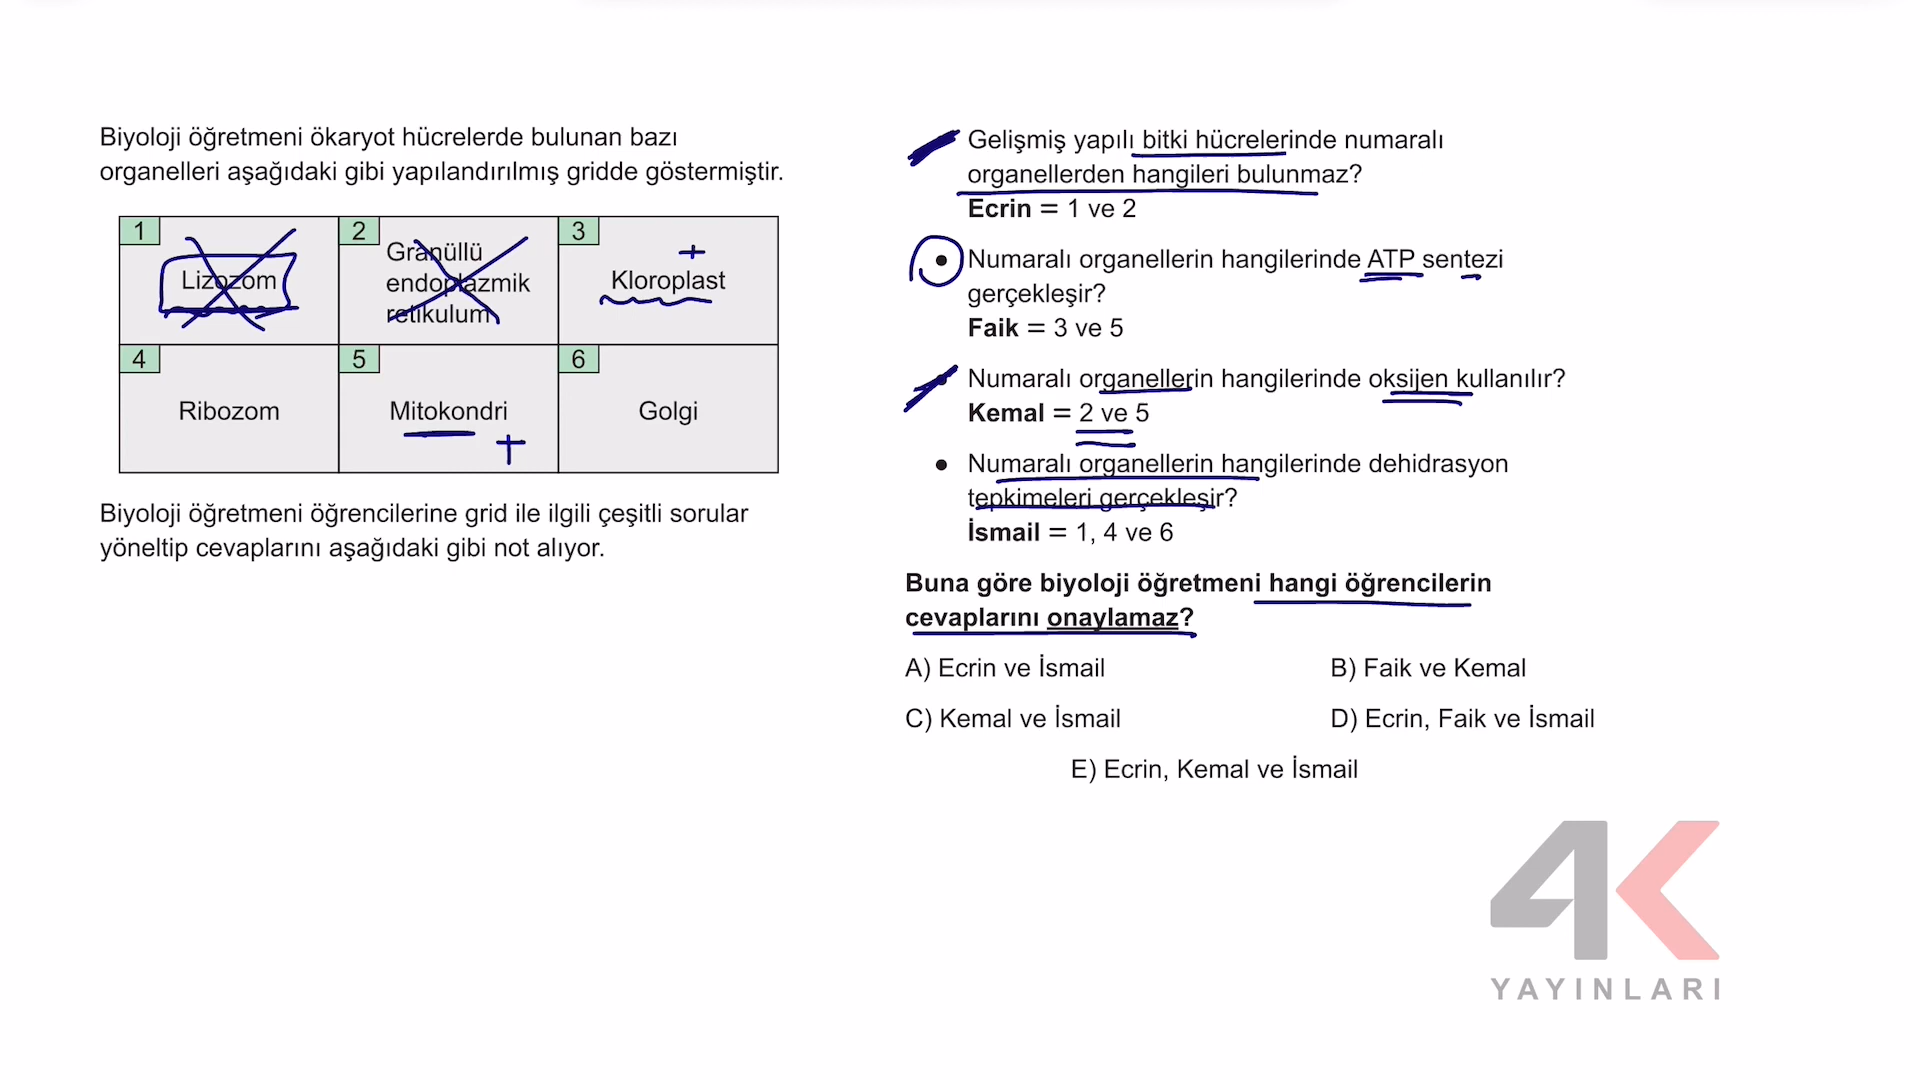 Biyoloji öğretmeni ökaryot hücrelerde bulunan bazı
organelleri aşağıdaki gibi yapılandırılmış gridde göstermiştir.
1
Lizozom
2
Granüllü
endoplazmik
retikulum
3
Kloroplast
+
4
Ribozom
5
Mitokondri
+
6
Golgi
Biyoloji öğretmeni öğrencilerine grid ile ilgili çeşitli sorular
yöneltip cevaplarını aşağıdaki gibi not alıyor.
Gelişmiş yapılı bitki hücrelerinde numaralı
organellerden hangileri bulunmaz?
Ecrin = 1 ve 2
• Numaralı organellerin hangilerinde ATP sentezi
gerçekleşir?
Faik = 3 ve 5
• Numaralı organellerin hangilerinde oksijen kullanılır?
Kemal = 2 ve 5
• Numaralı organellerin hangilerinde dehidrasyon
tepkimeleri gerçekleşir?
İsmail = 1, 4 ve 6
Buna göre biyoloji öğretmeni hangi öğrencilerin
cevaplarını onaylamaz?
A) Ecrin ve İsmail
B) Faik ve Kemal
C) Kemal ve İsmail
D) Ecrin, Faik ve İsmail
E) Ecrin, Kemal ve İsmail
4K
YAYINLARI